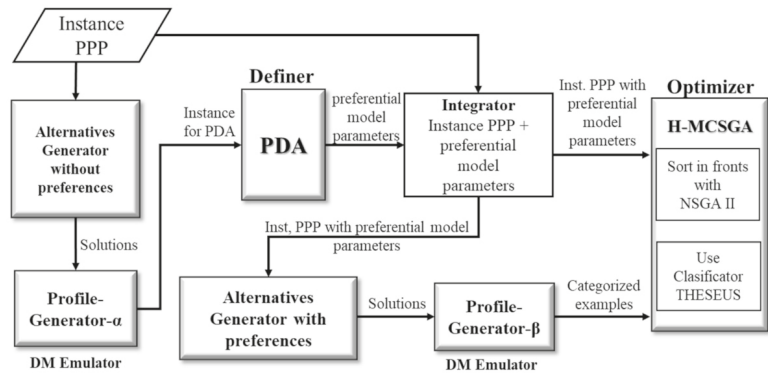 Instance
PPP
Alternatives
Generator
without
preferences
Solutions
Profile-
Generator-α
DM Emulator
Instance
for PDA
Definer
PDA
preferential
model
parameters
Integrator
Instance PPP +
preferential
model
parameters
Inst. PPP with
preferential
model
parameters
Optimizer
H-MCSGA
Sort in fronts
with
NSGA II
Use
Clasificator
THESEUS
Inst, PPP with preferential model
parameters
Alternatives
Generator with
preferences
Solutions
Profile-
Generator-β
DM Emulator
Categorized
examples